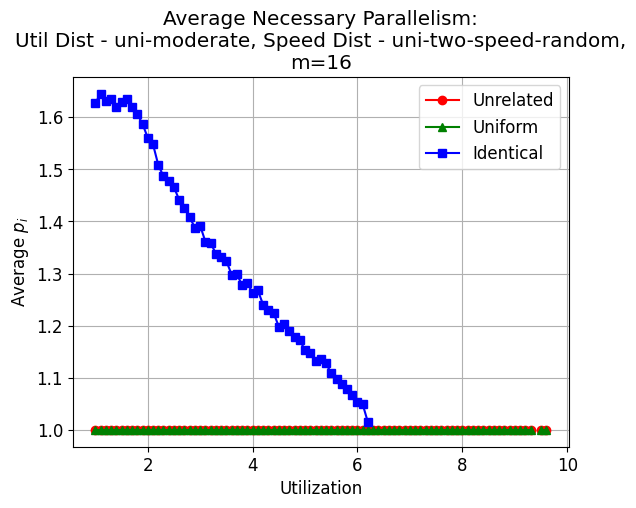 Average Necessary Parallelism:
Util Dist - uni-moderate, Speed Dist - uni-two-speed-random,
m=16
Unrelated
Uniform
Identical
1.6
1.5
1.4
1.3
1.2
1.1
1.0
Average p_i
2 4 6 8 10
Utilization